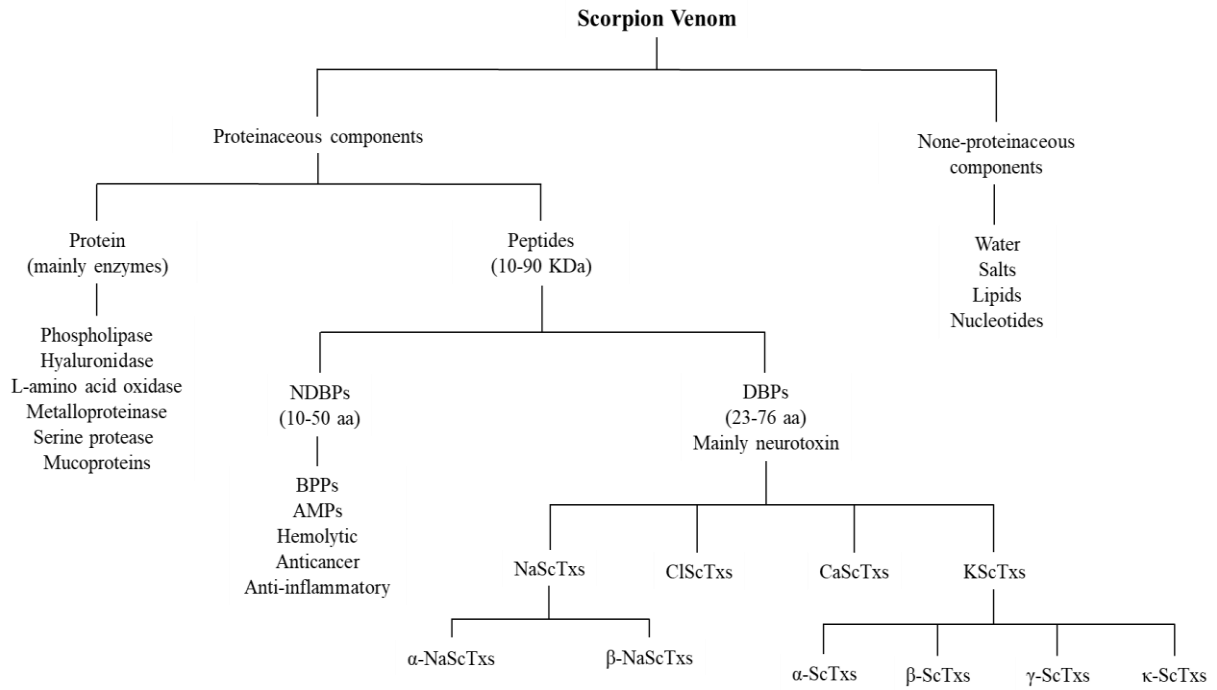 Scorpion Venom
Proteinaceous components
None-proteinaceous
components
Protein
(mainly enzymes)
Peptides
(10-90 KDa)
Water
Salts
Lipids
Nucleotides
Phospholipase
Hyaluronidase
L-amino acid oxidase
Metalloproteinase
Serine protease
Mucoproteins
NDBPs
(10-50 aa)
DBPs
(23-76 aa)
Mainly neurotoxin
BPPs
AMPs
Hemolytic
Anticancer
Anti-inflammatory
NaScTxs
ClScTxs
CaScTxs
KScTxs
α-NaScTxs
β-NaScTxs
α-ScTxs
β-ScTxs
γ-ScTxs
κ-ScTxs